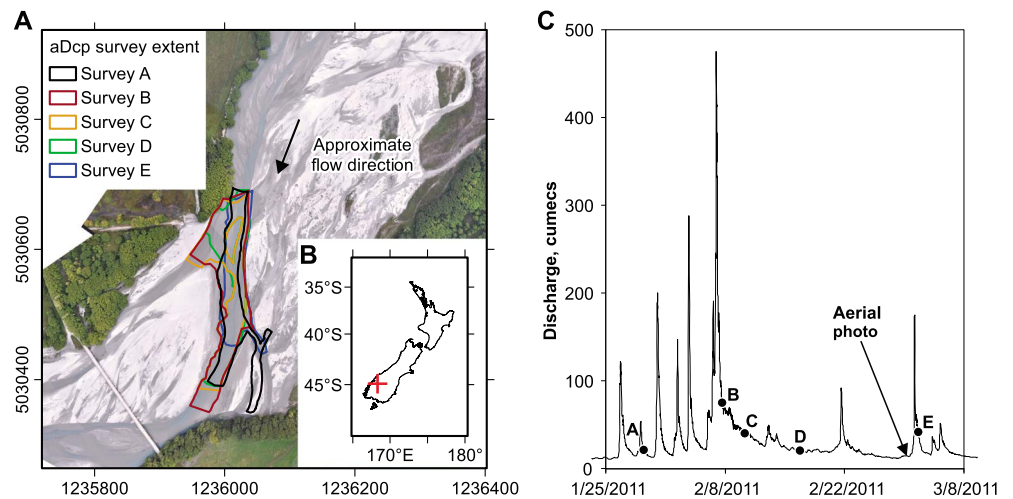 A
aDcp survey extent
Survey A
Survey B
Survey C
Survey D
Survey E
Approximate
flow direction
5030800
5030600
5030400
1235800
1236000
1236200
1236400
B
35°S
40°S
45°S
170°E
180°
C
Discharge, cumecs
500
400
300
200
100
0
1/25/2011
2/8/2011
2/22/2011
3/8/2011
A
B
C
D
E
Aerial
photo